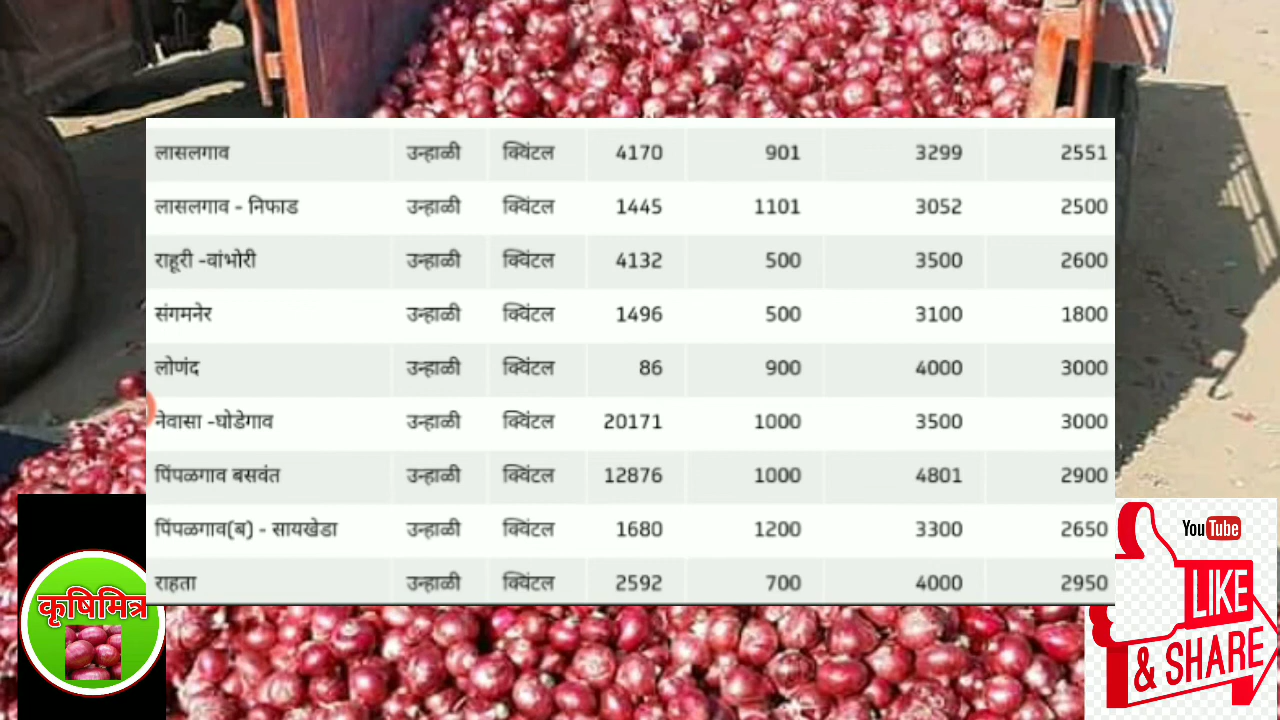 लासलगाव उन्हाळी क्विंटल 4170 901 3299 2551
लासलगाव - निफाड उन्हाळी क्विंटल 1445 1101 3052 2500
राहूरी -वांभोरी उन्हाळी क्विंटल 4132 500 3500 2600
संगमनेर उन्हाळी क्विंटल 1496 500 3100 1800
लोणंद उन्हाळी क्विंटल 86 900 4000 3000
नेवासा -घोडेगाव उन्हाळी क्विंटल 20171 1000 3500 3000
पिंपळगाव बसवंत उन्हाळी क्विंटल 12876 1000 4801 2900
पिंपळगाव(ब) - सायखेडा उन्हाळी क्विंटल 1680 1200 3300 2650
राहता उन्हाळी क्विंटल 2592 700 4000 2950
कृषिमित्र
YouTube
LIKE
& SHARE